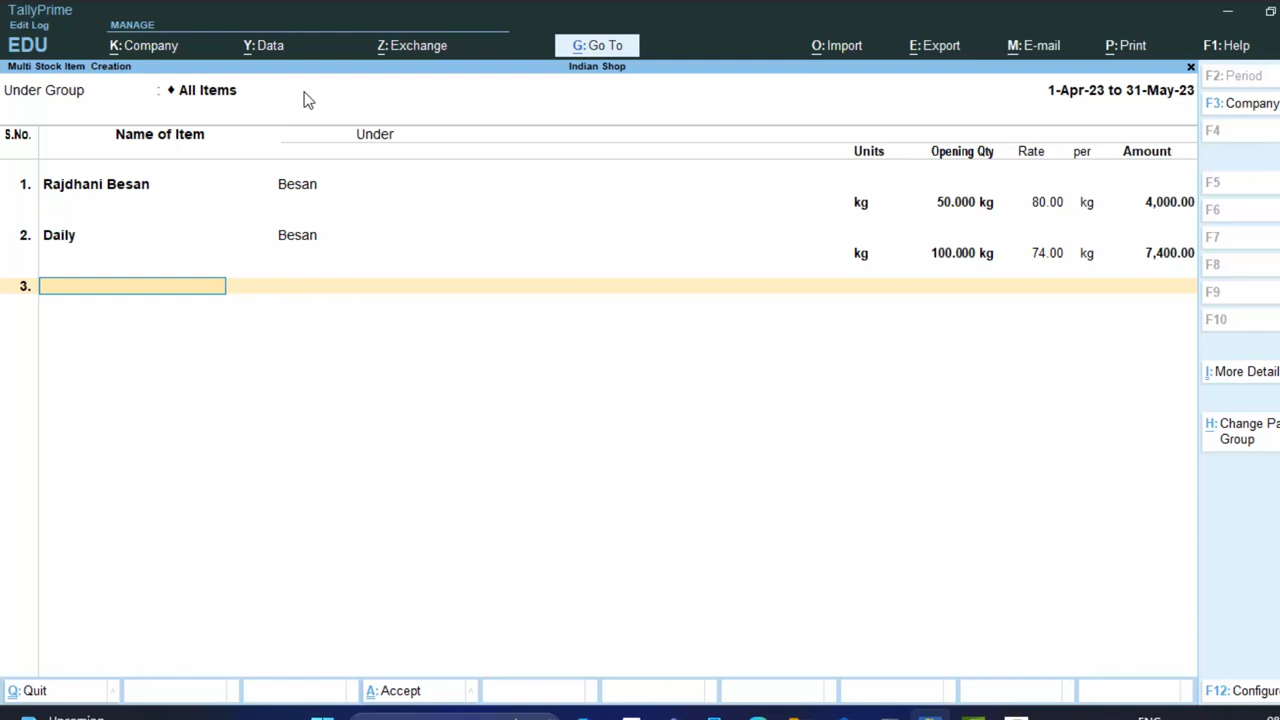 TallyPrime
Edit Log
MANAGE
EDU
K: Company Y: Data Z: Exchange G: Go To O: Import E: Export M: E-mail P: Print F1: Help
Multi Stock Item Creation Indian Shop
F2: Period
Under Group : ♦ All Items 1-Apr-23 to 31-May-23
F3: Company
F4
S.No. Name of Item Under
Units Opening Qty Rate per Amount
1. Rajdhani Besan Besan
F5
kg 50.000 kg 80.00 kg 4,000.00
F6
2. Daily Besan
F7
kg 100.000 kg 74.00 kg 7,400.00
F8
3.
F9
F10
I: More Detail
H: Change Pa
Group
Q: Quit A: Accept F12: Configur